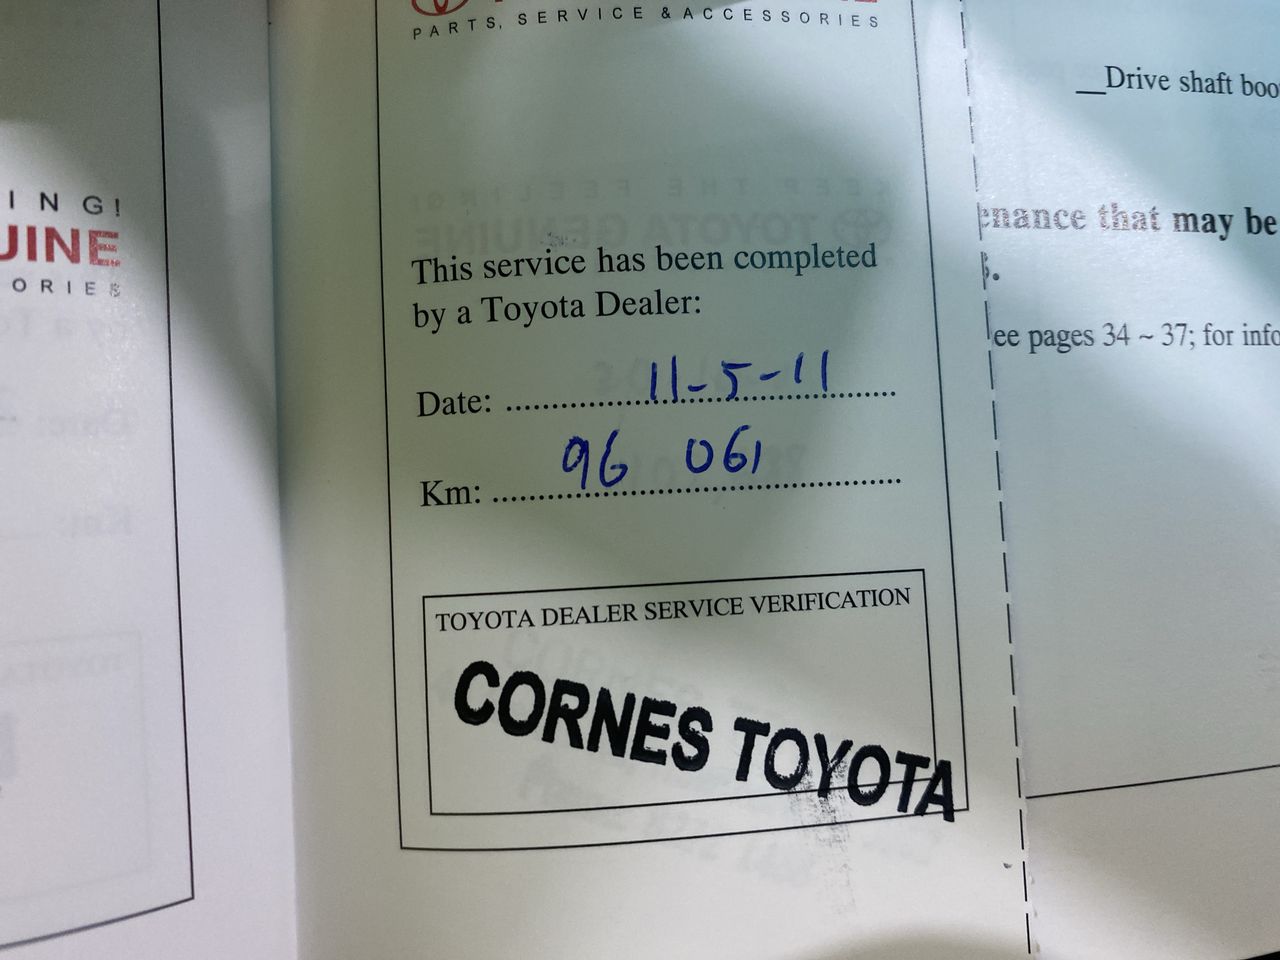 ING!
UINE
ORIES
PARTS, SERVICE & ACCESSORIES
This service has been completed
by a Toyota Dealer:
Date: 11-5-11
Km: 96 061
TOYOTA DEALER SERVICE VERIFICATION
CORNES TOYOTA
__Drive shaft boo
enance that may be
s.
ee pages 34 ~ 37; for info